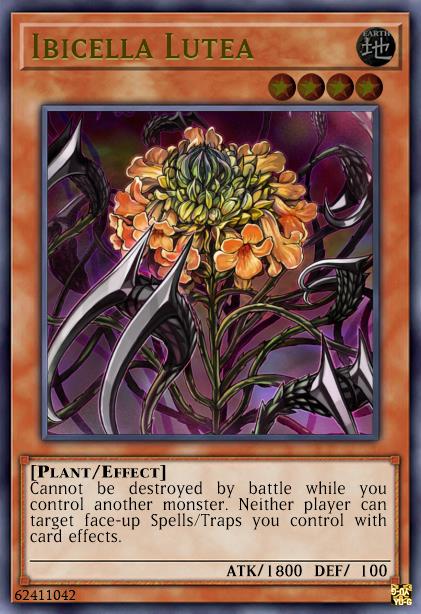 Ibicella Lutea
EARTH
地
[Plant/Effect]
Cannot be destroyed by battle while you
control another monster. Neither player can
target face-up Spells/Traps you control with
card effects.
ATK/1800 DEF/ 100
62411042